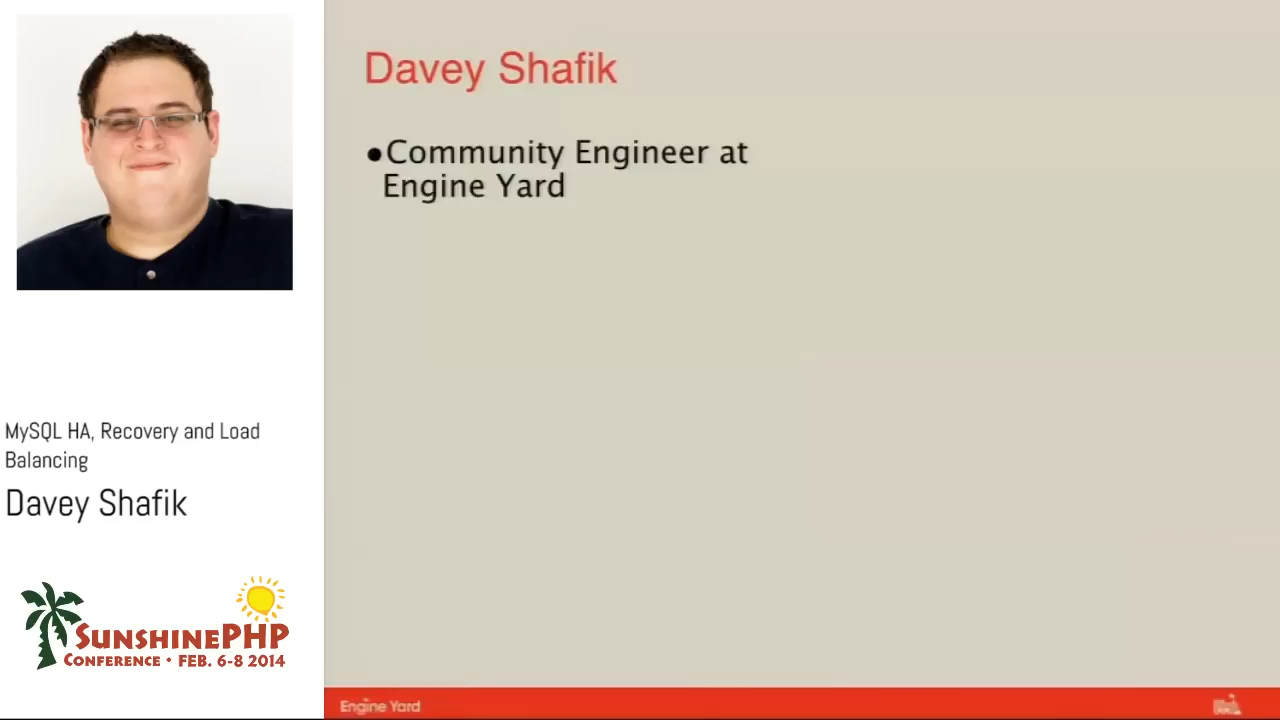 Davey Shafik
●Community Engineer at
Engine Yard
MySQL HA, Recovery and Load
Balancing
Davey Shafik
SUNSHINEPHP
CONFERENCE • FEB. 6-8 2014
Engine Yard